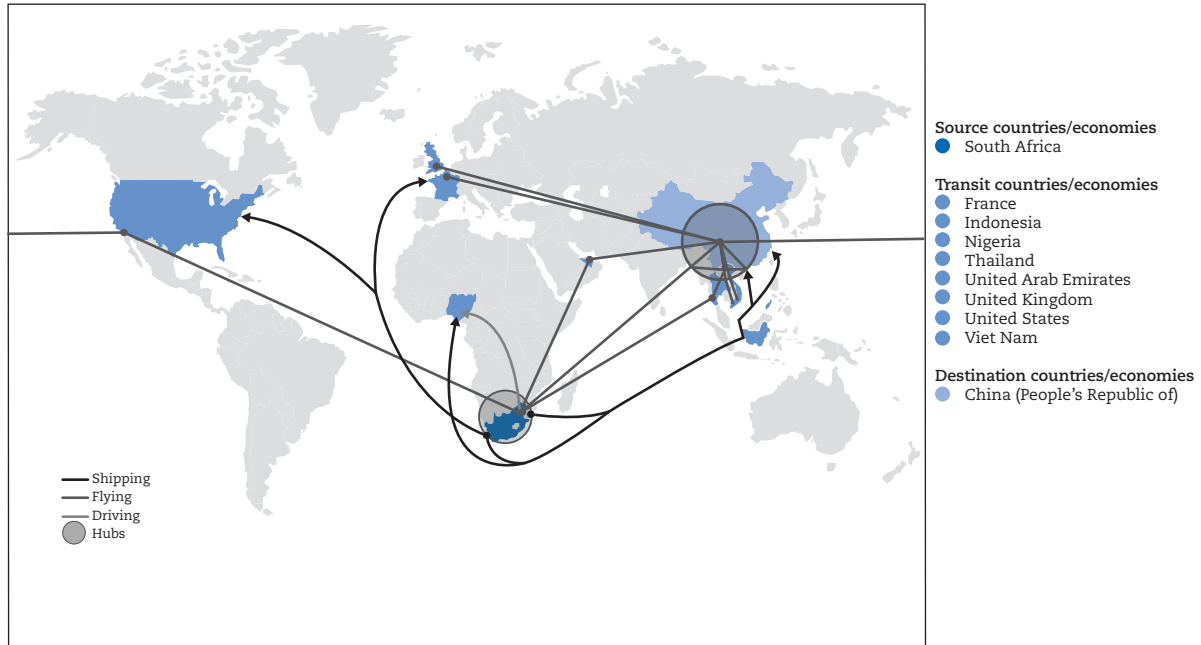 Source countries/economies
South Africa
Transit countries/economies
France
Indonesia
Nigeria
Thailand
United Arab Emirates
United Kingdom
United States
Viet Nam
Destination countries/economies
China (People's Republic of)
Shipping
Flying
Driving
Hubs